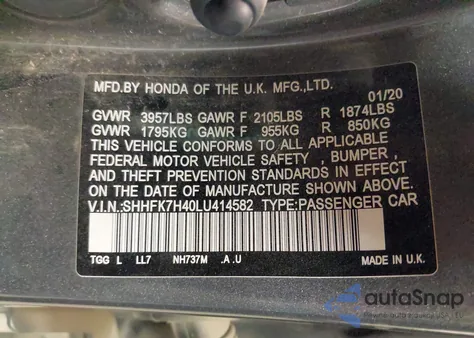 MFD.BY HONDA OF THE U.K. MFG.,LTD.
01/20
GVWR 3957LBS GAWR F 2105LBS R 1874LBS
GVWR 1795KG GAWR F 955KG R 850KG
THIS VEHICLE CONFORMS TO ALL APPLICABLE
FEDERAL MOTOR VEHICLE SAFETY , BUMPER ,
AND THEFT PREVENTION STANDARDS IN EFFECT
ON THE DATE OF MANUFACTURE SHOWN ABOVE.
V.I.N.:SHHFK7H40LU414582 TYPE:PASSENGER CAR
TGG L LL7 NH737M .A .U MADE IN U.K.
autoSnap